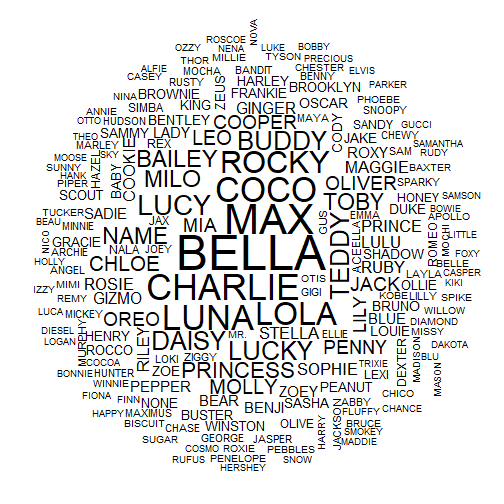 NOVA
ROSCOE
OZZY NENA LUKE BOBBY
THOR MILLIE TYSON PRECIOUS
ALFIE MOCHA BANDIT CHESTER ELVIS
CASEY RUSTY ZEUS HARLEY BENNY PARKER
NINA BROWNIE FRANKIE BROOKLYN
SIMBA KING GINGER OSCAR PHOEBE
ANNIE SNOOPY
OTTO HUDSON BENTLEY COOPER MAYA CODY SANDY GUCCI
THEO SAMMY LADY LEO BUDDY JAKE CHEWY
MARLEY REX ROXY SAM SAMANTHA
MOOSE SKY COOKIE BAILEY ROCKY RUDY
SUNNY HAZEL MAGGIE BAXTER
HANK BABY MILO COCO OLIVER SPARKY
PIPER
SCOUT LUCY TOBY HONEY SAMSON
TUCKER SADIE MAX GUS EMMA DUKE BOWIE
BEAU MINNIE JAX MIA TEDDY ACE PRINCE ROMEO APOLLO
NICO GRACIE NAME BELLA ELLA LULU MOCHI LITTLE
ARCHIE NALA JOEY SHADOW FOXY
HOLLY CHLOE OTIS RUBY BELLE
ANGEL LAYLA CASPER
IZZY MIMI ROSIE CHARLIE GIGI JACK OLLIE KIKI
REMY GIZMO LILY KOBE LILLY SPIKE
LUCA MICKEY OREO LUNA LOLA BRUNO WILLOW
DIESEL MURPHY HENRY RILEY DAISY MR. STELLA ELLIE BLUE DIAMOND
LOGAN LOUIE MISSY
ROCCO LUCKY PENNY DEXTER MADISON DAKOTA
COCOA LOKI ZIGGY TRIXIE BLU
BONNIE HUNTER ZOE PRINCESS SOPHIE LEXI MASON
WINNIE PEPPER MOLLY ZOEY PEANUT CHICO
FIONA FINN NONE BEAR BENJI SASHA ABBY
HAPPY MAXIMUS BUSTER FLUFFY CHANCE
BISCUIT CHASE WINSTON OLIVE HARRY JACKSON BRUCE
SUGAR GEORGE JASPER SMOKEY
COSMO ROXIE PEBBLES MADDIE
RUFUS PENELOPE SNOW
HERSHEY